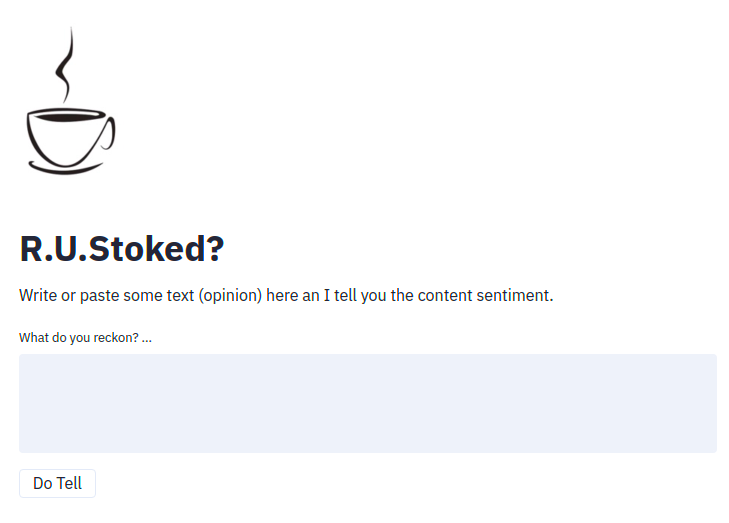 R.U.Stoked?
Write or paste some text (opinion) here an I tell you the content sentiment.
What do you reckon? ...
Do Tell